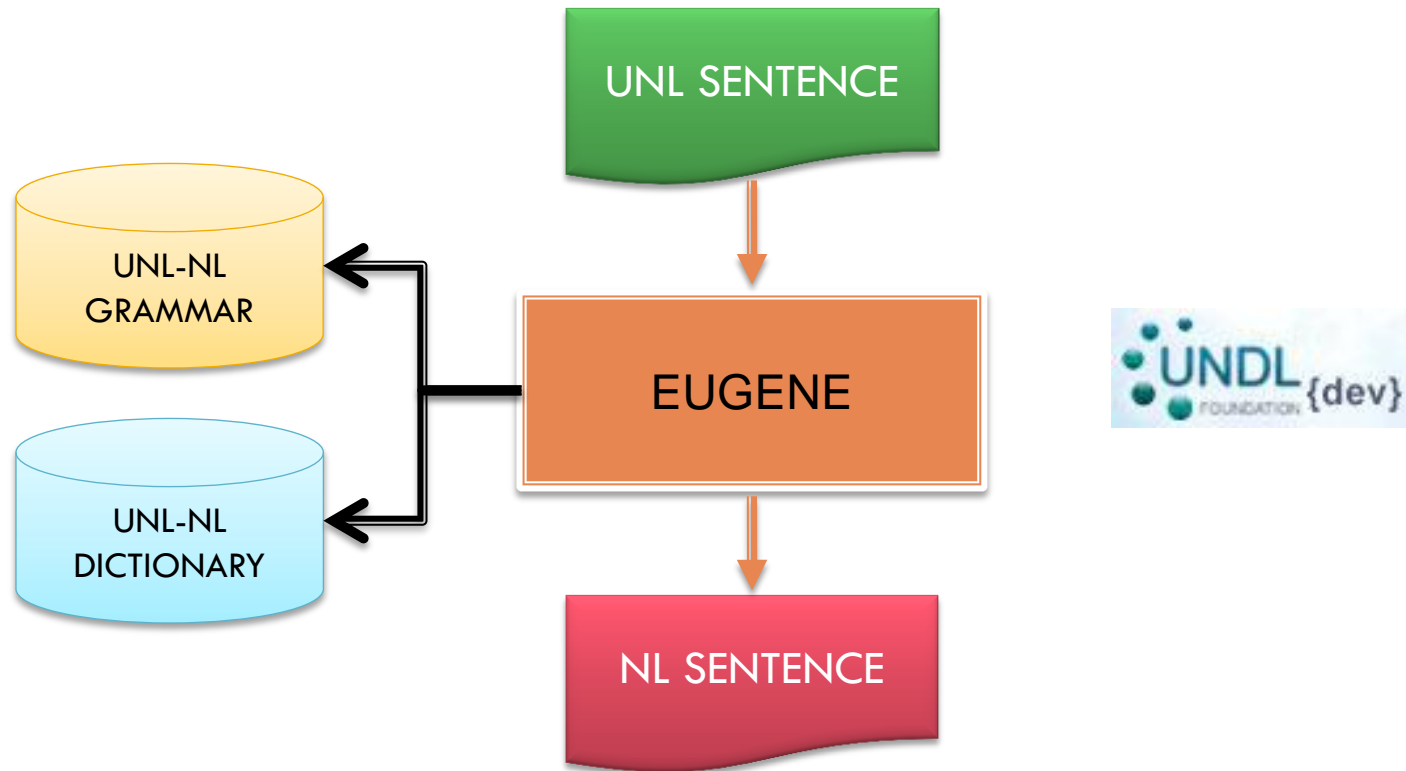 UNL SENTENCE
UNL-NL
GRAMMAR
EUGENE
UNDL
FOUNDATION
{dev}
UNL-NL
DICTIONARY
NL SENTENCE